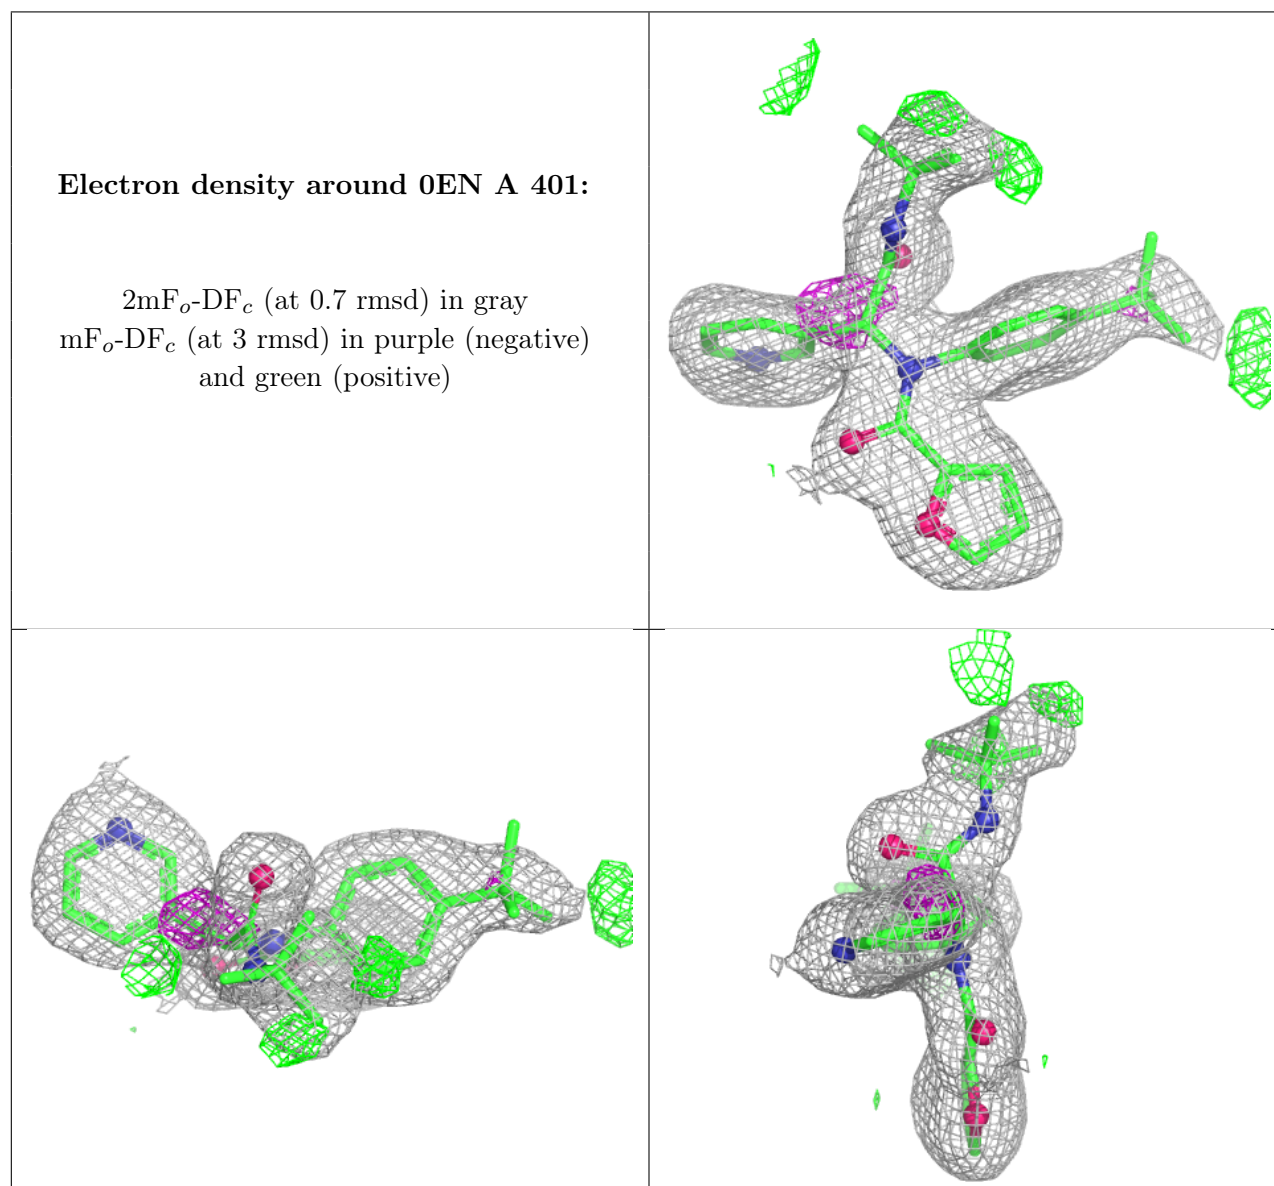 Electron density around 0EN A 401:
2mFo-DFc (at 0.7 rmsd) in gray
mFo-DFc (at 3 rmsd) in purple (negative)
and green (positive)